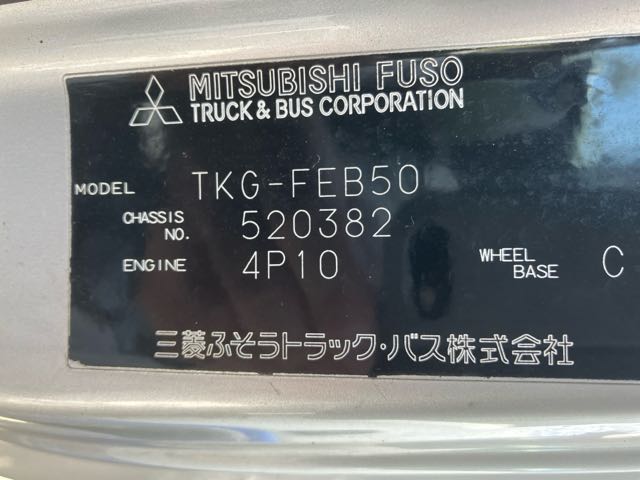 MITSUBISHI FUSO
TRUCK & BUS CORPORATION
MODEL TKG-FEB50
CHASSIS NO. 520382
ENGINE 4P10 WHEEL BASE C
三菱ふそうトラック・バス株式会社